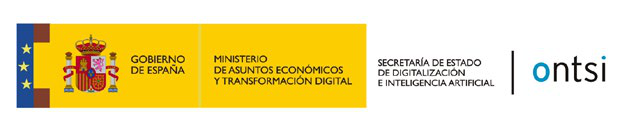 GOBIERNO
DE ESPAÑA
MINISTERIO
DE ASUNTOS ECONÓMICOS
Y TRANSFORMACIÓN DIGITAL
SECRETARÍA DE ESTADO
DE DIGITALIZACIÓN
E INTELIGENCIA ARTIFICIAL
ontsi